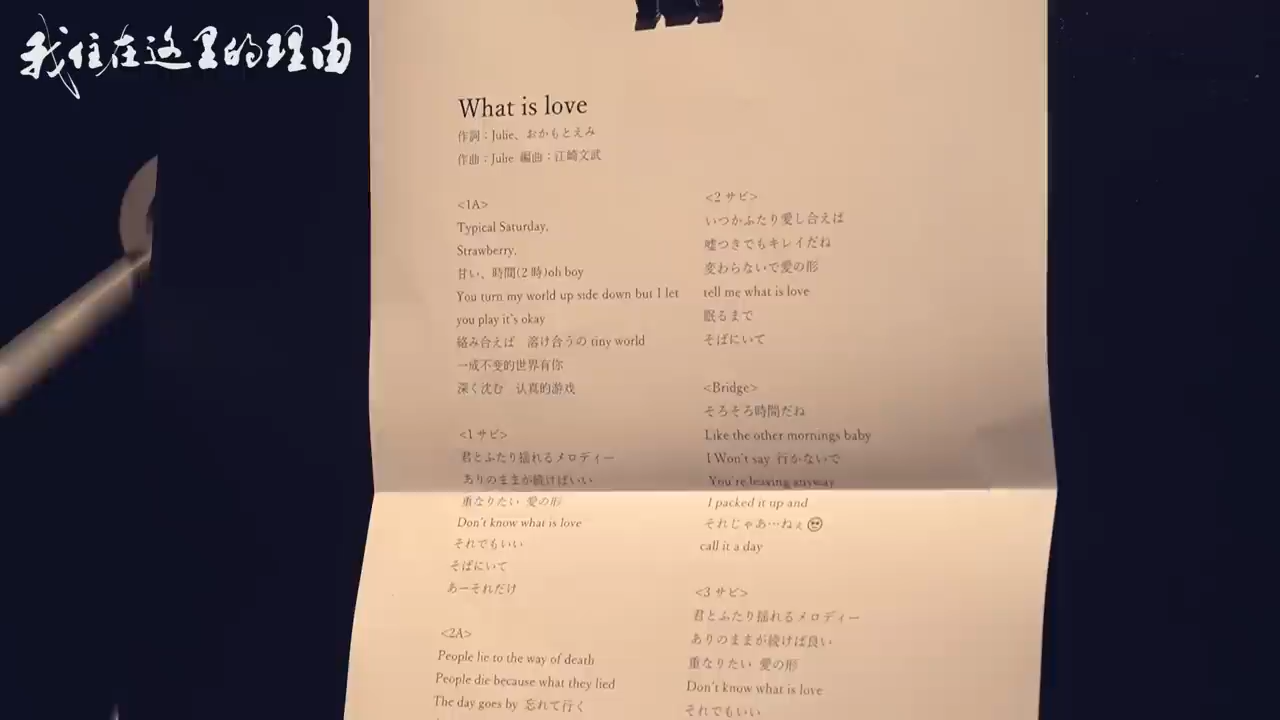 我住在这里的理由
What is love
作詞：Julie、おかもとえみ
作曲：Julie 編曲：江﨑文武
<1A>
Typical Saturday,
Strawberry,
甘い、時間(2時)oh boy
You turn my world up side down but I let
you play it's okay
絡み合えば 溶け合うの tiny world
一成不变的世界有你
深く沈む 认真的游戏
<1サビ>
君とふたり揺れるメロディー
ありのままが続けばいい
重なりたい 愛の形
Don't know what is love
それでもいい
そばにいて
あーそれだけ
<2A>
People lie to the way of death
People die because what they lied
The day goes by 忘れて行く
<2サビ>
いつかふたり愛し合えば
嘘つきでもキレイだね
変わらないで愛の形
tell me what is love
眠るまで
そばにいて
<Bridge>
そろそろ時間だね
Like the other mornings baby
I Won't say 行かないで
You're leaving anyway
I packed it up and
それじゃあ…ねぇ
call it a day
<3サビ>
君とふたり揺れるメロディー
ありのままが続けば良い
重なりたい 愛の形
Don't know what is love
それでもいい